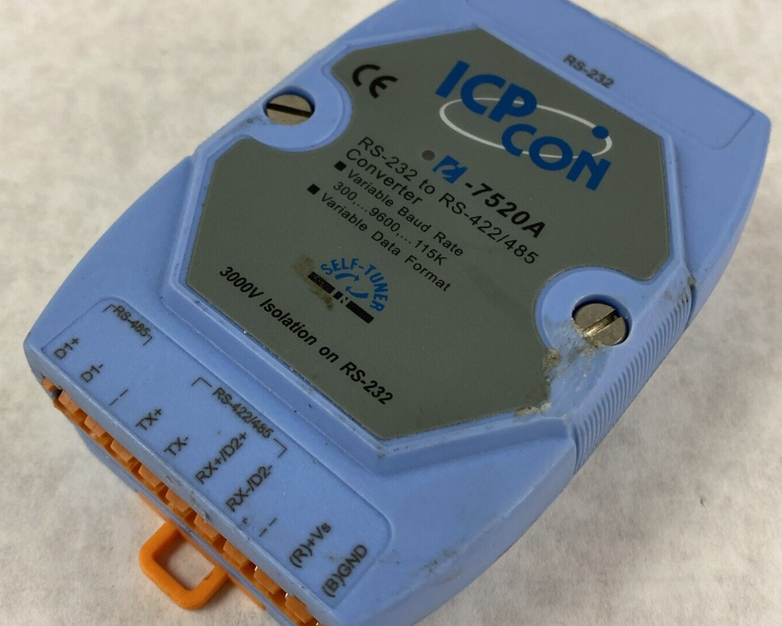 RS-232
CE
ICP CON
-7520A
RS-232 to RS-422/485
Converter
■ Variable Baud Rate
300,...9600,... 115K
■ Variable Data Format
SELF-TUNER
IN
3000V Isolation on RS-232
RS-485
RS-422/485
D1+
D1-
TX+
TX-
RX+/D2+
RX-/D2-
(R)+Vs
(B)GND